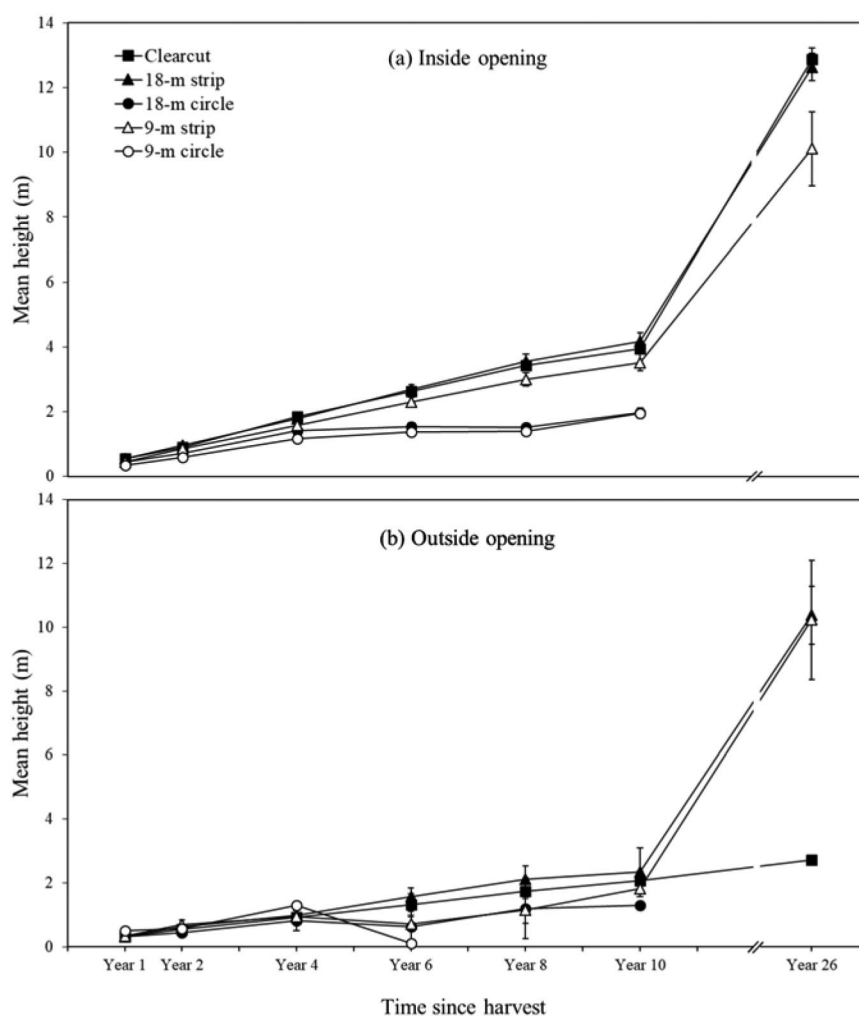 14
(a) Inside opening
Clearcut
18-m strip
18-m circle
9-m strip
9-m circle
12
10
8
6
4
2
0
Mean height (m)
14
(b) Outside opening
12
10
8
6
4
2
0
Mean height (m)
Year 1 Year 2 Year 4 Year 6 Year 8 Year 10 Year 26
Time since harvest